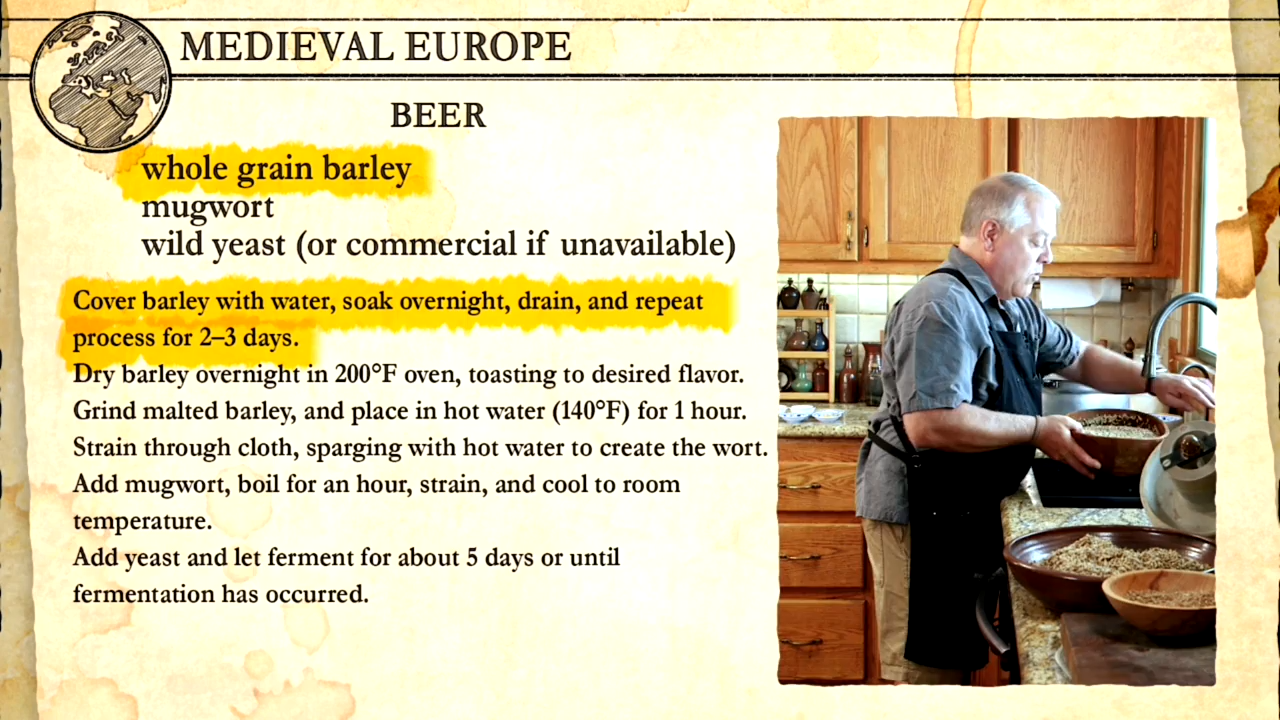 MEDIEVAL EUROPE
BEER
whole grain barley
mugwort
wild yeast (or commercial if unavailable)
Cover barley with water, soak overnight, drain, and repeat
process for 2–3 days.
Dry barley overnight in 200°F oven, toasting to desired flavor.
Grind malted barley, and place in hot water (140°F) for 1 hour.
Strain through cloth, sparging with hot water to create the wort.
Add mugwort, boil for an hour, strain, and cool to room
temperature.
Add yeast and let ferment for about 5 days or until
fermentation has occurred.